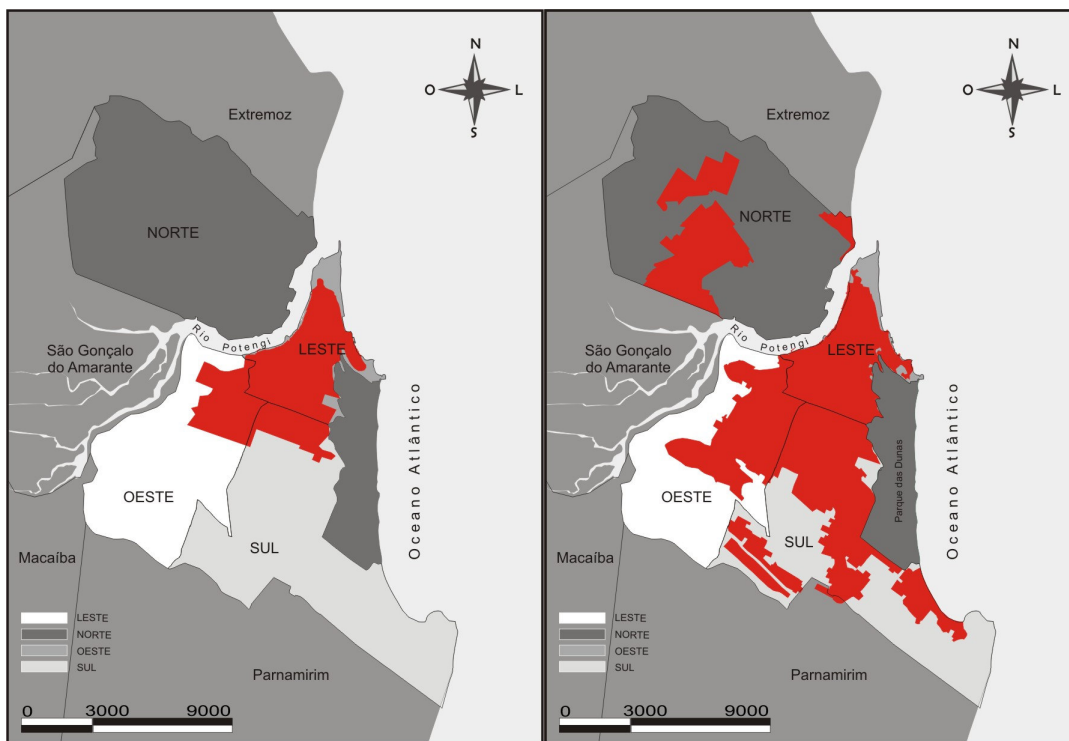 N
O
L
S
Extremoz
NORTE
Rio Potengi
São Gonçalo
do Amarante
LESTE
Oceano Atlântico
OESTE
SUL
Macaíba
Parnamirim
LESTE
NORTE
OESTE
SUL
0 3000 9000
N
O
L
S
Extremoz
NORTE
Rio Potengi
São Gonçalo
do Amarante
LESTE
Oceano Atlântico
Parque das Dunas
OESTE
SUL
Macaíba
Parnamirim
LESTE
NORTE
OESTE
SUL
0 3000 9000